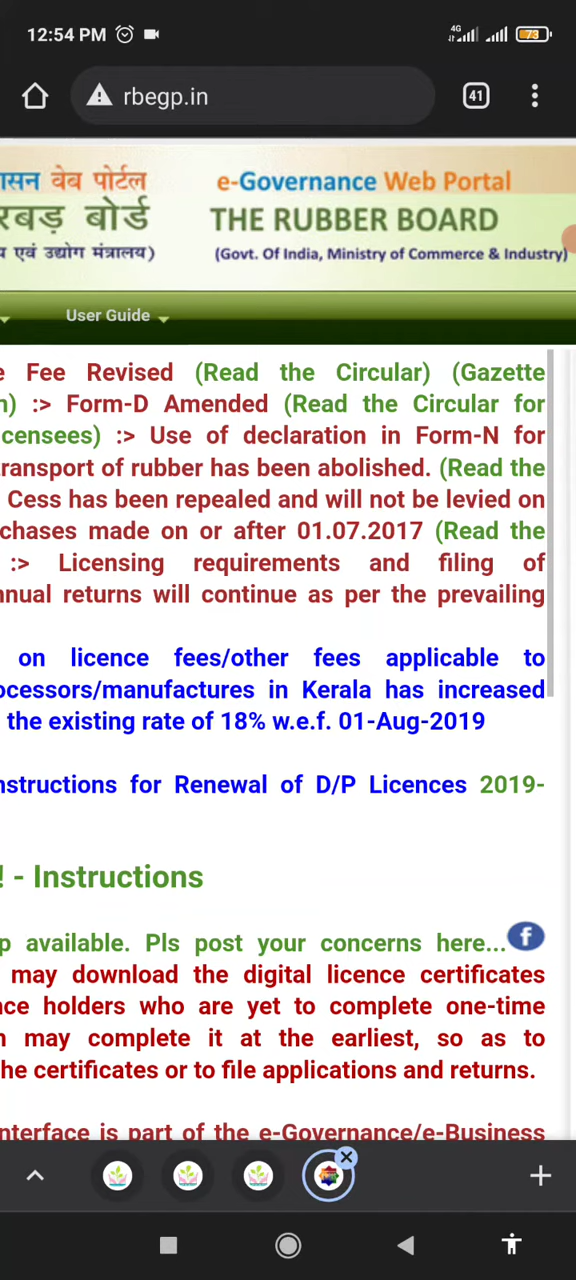 12:54 PM 4G 73
rbegp.in 41
सन वेब पोर्टल e-Governance Web Portal
रबड़ बोर्ड THE RUBBER BOARD
एवं उद्योग मंत्रालय) (Govt. Of India, Ministry of Commerce & Industry)
User Guide
e Fee Revised (Read the Circular) (Gazette
n) :> Form-D Amended (Read the Circular for
censees) :> Use of declaration in Form-N for
transport of rubber has been abolished. (Read the
Cess has been repealed and will not be levied on
chases made on or after 01.07.2017 (Read the
:> Licensing requirements and filing of
nnual returns will continue as per the prevailing
on licence fees/other fees applicable to
ocessors/manufactures in Kerala has increased
the existing rate of 18% w.e.f. 01-Aug-2019
nstructions for Renewal of D/P Licences 2019-
! - Instructions
p available. Pls post your concerns here... f
may download the digital licence certificates
nce holders who are yet to complete one-time
n may complete it at the earliest, so as to
he certificates or to file applications and returns.
nterface is part of the e-Governance/e-Business